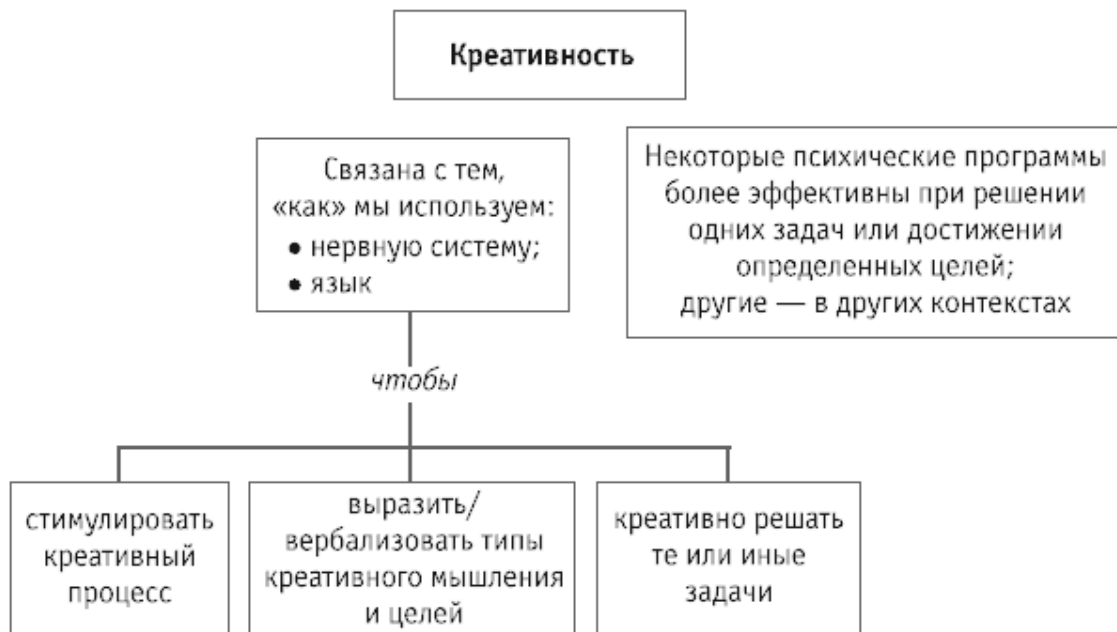 Креативность
Связана с тем,
«как» мы используем:
• нервную систему;
• язык
Некоторые психические программы
более эффективны при решении
одних задач или достижении
определенных целей;
другие — в других контекстах
чтобы
стимулировать
креативный
процесс
выразить/
вербализовать типы
креативного мышления
и целей
креативно решать
те или иные
задачи